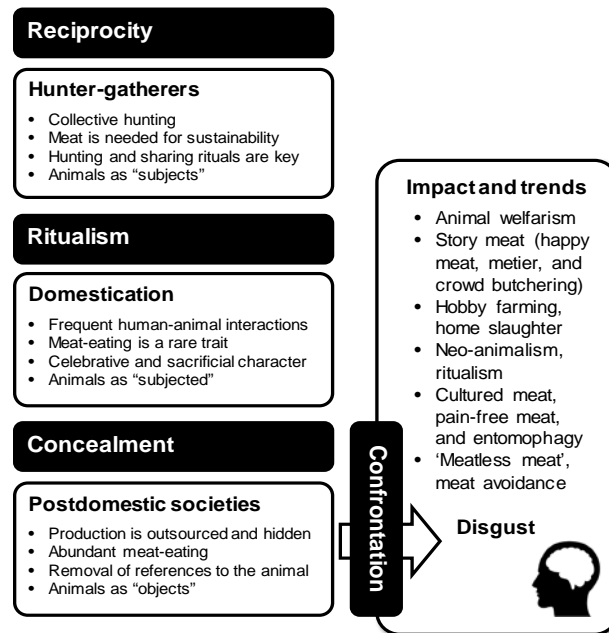 Reciprocity
Hunter-gatherers
• Collective hunting
• Meat is needed for sustainability
• Hunting and sharing rituals are key
• Animals as “subjects”
Ritualism
Domestication
• Frequent human-animal interactions
• Meat-eating is a rare trait
• Celebrative and sacrificial character
• Animals as “subjected”
Concealment
Postdomestic societies
• Production is outsourced and hidden
• Abundant meat-eating
• Removal of references to the animal
• Animals as “objects”
Confrontation
Impact and trends
• Animal welfarism
• Story meat (happy
meat, metier, and
crowd butchering)
• Hobby farming,
home slaughter
• Neo-animalism,
ritualism
• Cultured meat,
pain-free meat,
and entomophagy
• ‘Meatless meat’,
meat avoidance
Disgust